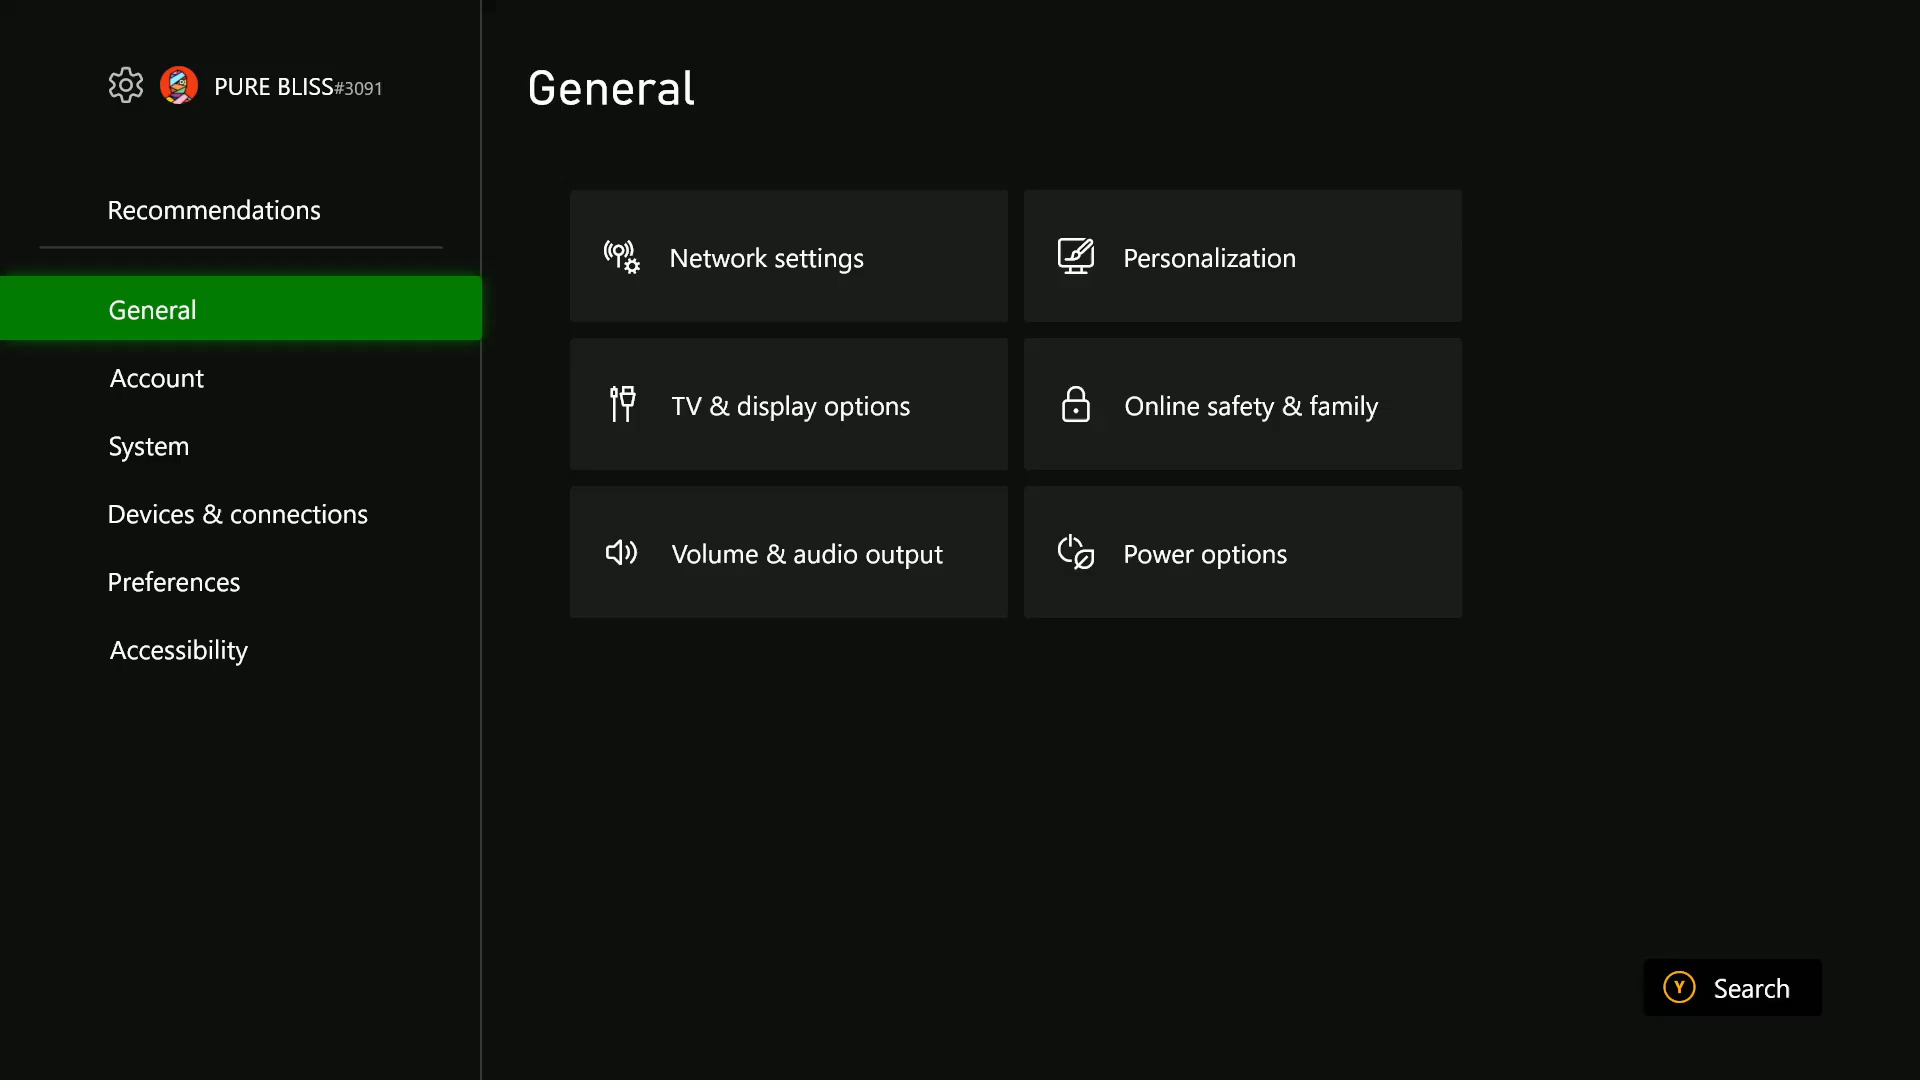 PURE BLISS#3091
Recommendations
General
Account
System
Devices & connections
Preferences
Accessibility
General
Network settings
Personalization
TV & display options
Online safety & family
Volume & audio output
Power options
Y Search